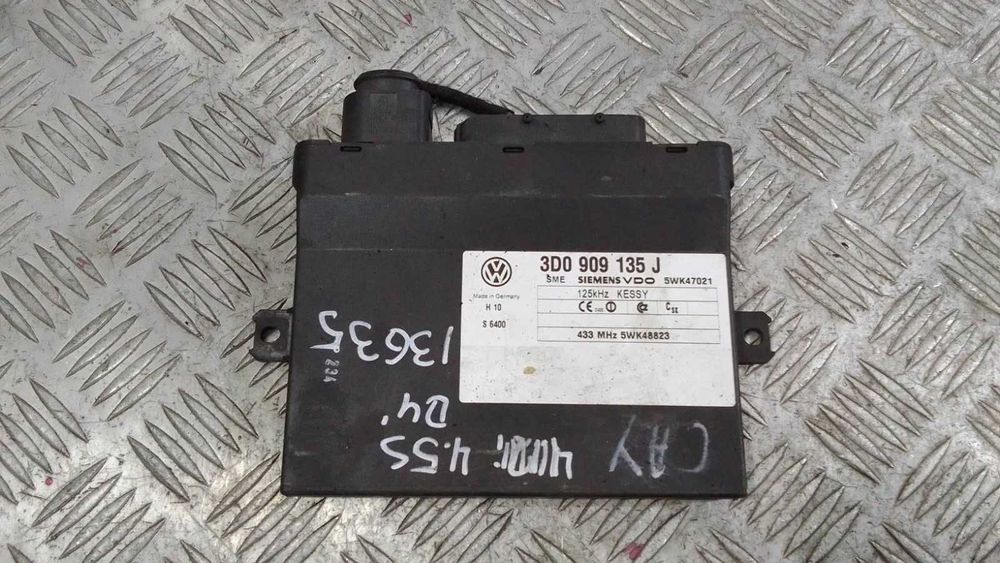 3D0 909 135 J
SME SIEMENS VDO 5WK47021
Made in Germany
125kHz KESSY
H 10
S 6400
433 MHz 5WK48823
13635
D4'
4.5S
CAY